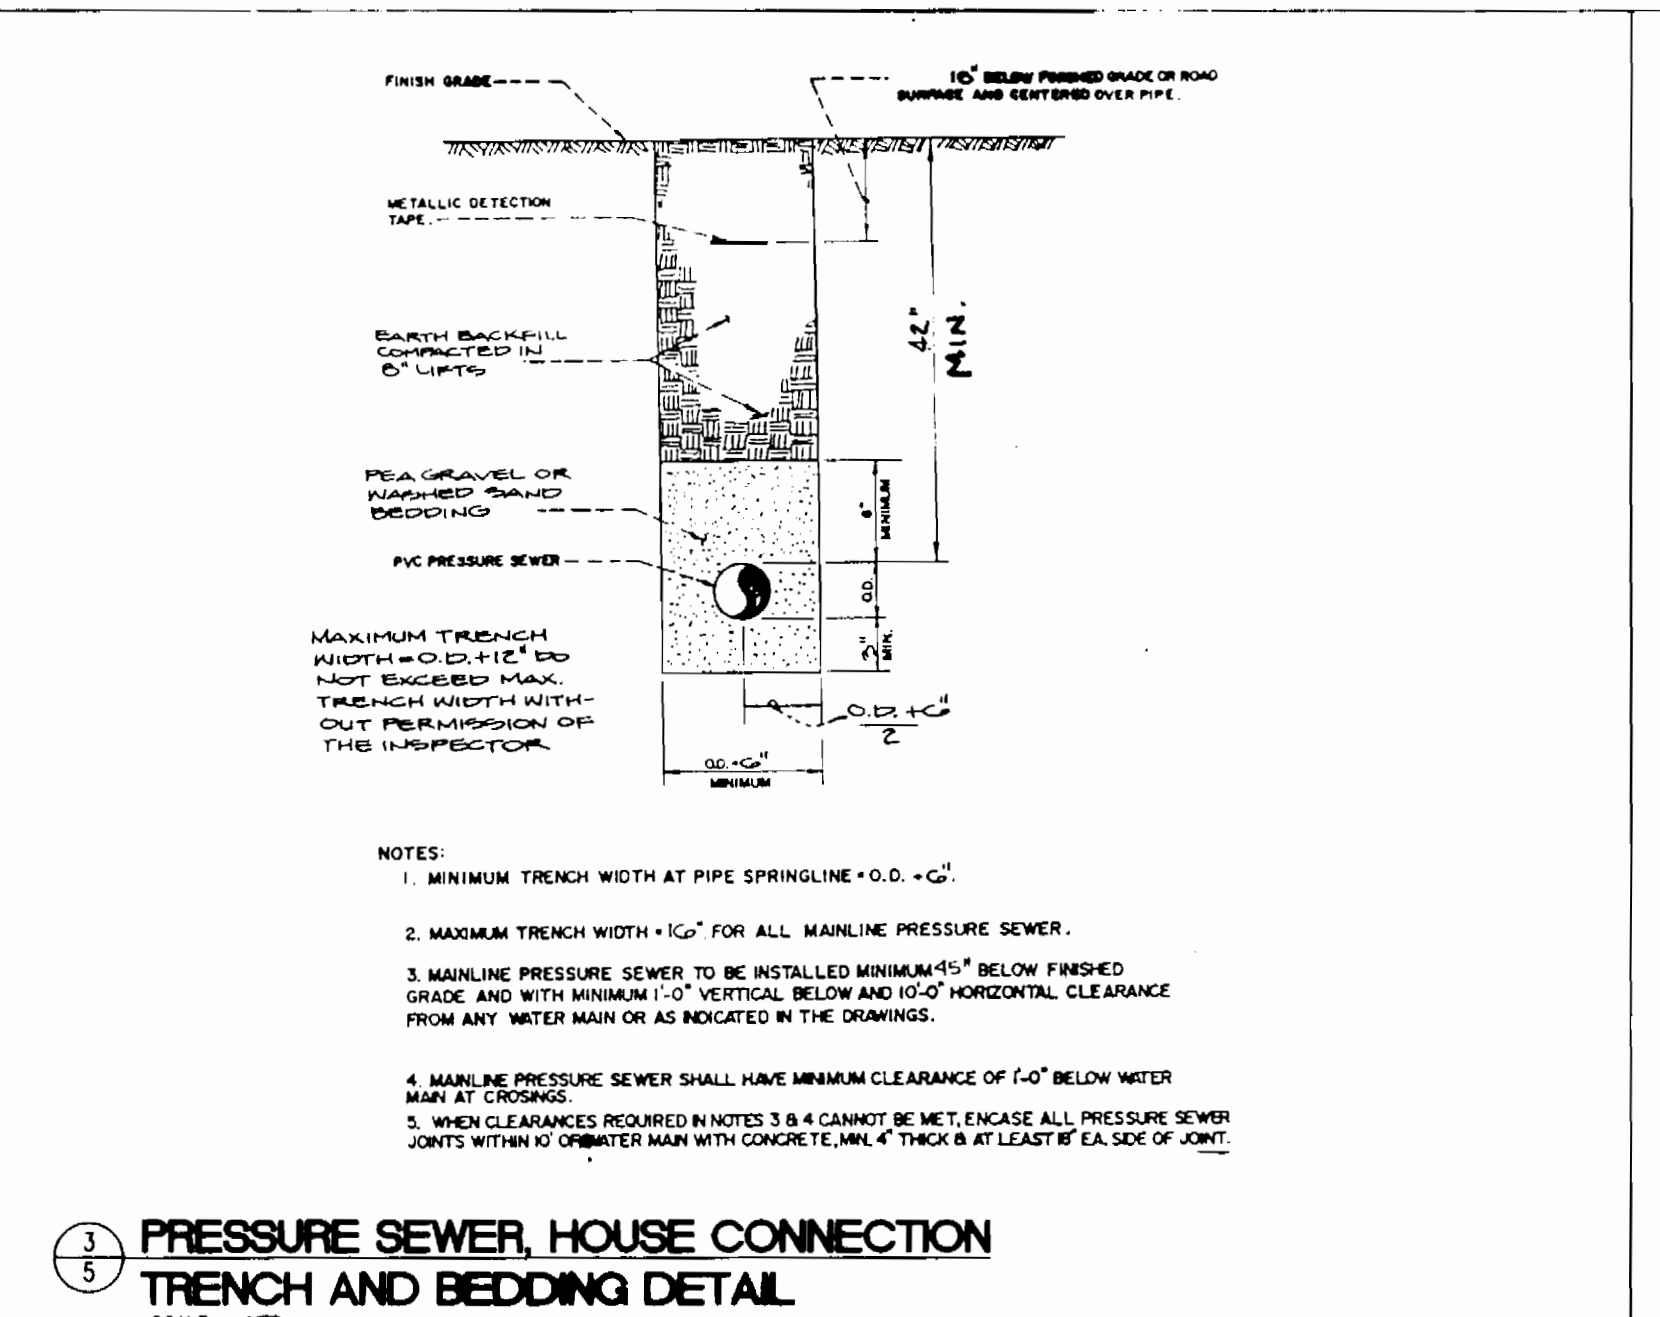 FINISH GRADE
18" BELOW FINISHED GRADE OR ROAD
SURFACE AND CENTERED OVER PIPE.
METALLIC DETECTION
TAPE.
EARTH BACKFILL
COMPACTED IN
8" LIFTS
42"
MIN.
PEA GRAVEL OR
WASHED SAND
BEDDING
MINIMUM
PVC PRESSURE SEWER
O.D.
3"
MIN.
MAXIMUM TRENCH
WIDTH = O.D. + 12" DO
NOT EXCEED MAX.
TRENCH WIDTH WITH-
OUT PERMISSION OF
THE INSPECTOR
O.D. + 6"
2
O.D. + 6"
MINIMUM
NOTES:
1. MINIMUM TRENCH WIDTH AT PIPE SPRINGLINE = O.D. + 6".
2. MAXIMUM TRENCH WIDTH = 16" FOR ALL MAINLINE PRESSURE SEWER.
3. MAINLINE PRESSURE SEWER TO BE INSTALLED MINIMUM 45" BELOW FINISHED
GRADE AND WITH MINIMUM 1'-0" VERTICAL BELOW AND 10'-0" HORIZONTAL CLEARANCE
FROM ANY WATER MAIN OR AS INDICATED IN THE DRAWINGS.
4. MAINLINE PRESSURE SEWER SHALL HAVE MINIMUM CLEARANCE OF 1'-0" BELOW WATER
MAIN AT CROSINGS.
5. WHEN CLEARANCES REQUIRED IN NOTES 3 & 4 CANNOT BE MET, ENCASE ALL PRESSURE SEWER
JOINTS WITHIN 10' OF WATER MAIN WITH CONCRETE, MIN. 4" THICK & AT LEAST 18" EA. SIDE OF JOINT.
3
5
PRESSURE SEWER, HOUSE CONNECTION
TRENCH AND BEDDING DETAIL